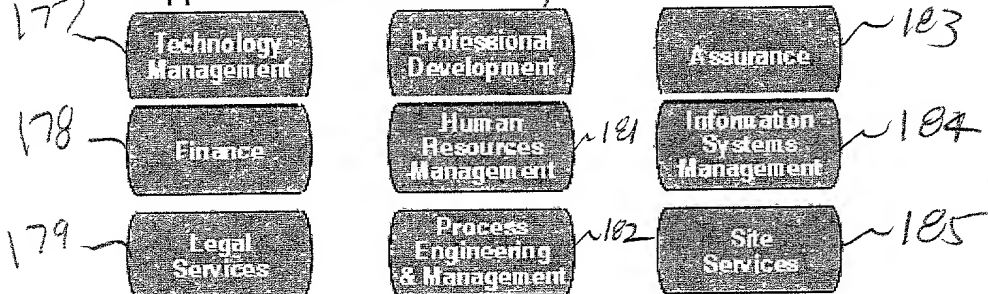 177
Technology
Management
Professional
Development
Assurance
183
178
Finance
Human
Resources
Management
181
Information
Systems
Management
184
179
Legal
Services
Process
Engineering
& Management
182
Site
Services
185